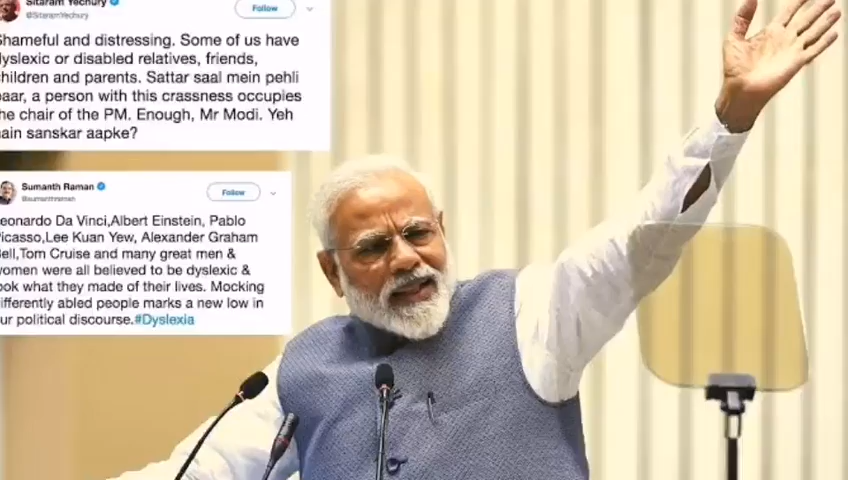 Sitaram Yechury
@SitaramYechury
Follow
Shameful and distressing. Some of us have
dyslexic or disabled relatives, friends,
children and parents. Sattar saal mein pehli
baar, a person with this crassness occupies
the chair of the PM. Enough, Mr Modi. Yeh
hain sanskar aapke?
Sumanth Raman
@sumanthraman
Follow
Leonardo Da Vinci,Albert Einstein, Pablo
Picasso,Lee Kuan Yew, Alexander Graham
Bell,Tom Cruise and many great men &
women were all believed to be dyslexic &
look what they made of their lives. Mocking
differently abled people marks a new low in
our political discourse.#Dyslexia